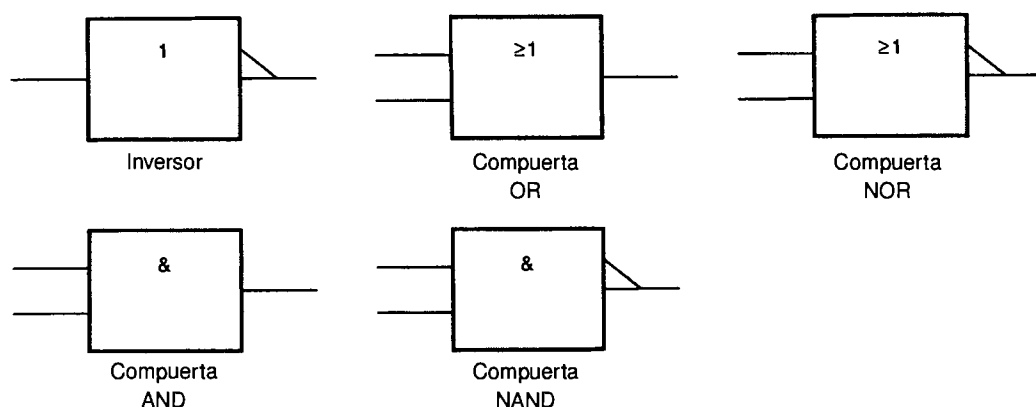 1
≥1
≥1
Inversor
Compuerta
OR
Compuerta
NOR
&
&
Compuerta
AND
Compuerta
NAND